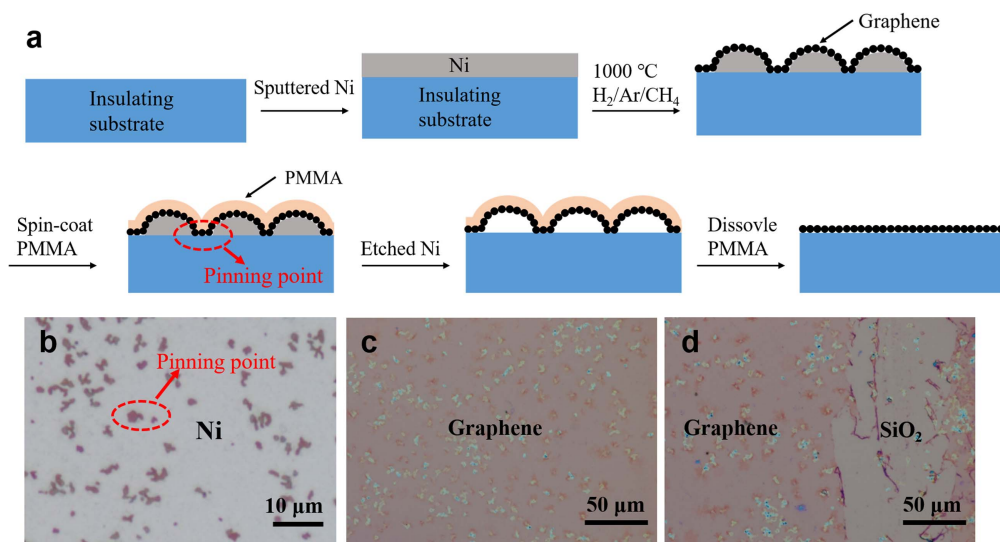 a
Insulating
substrate
Sputtered Ni
Ni
Insulating
substrate
1000 °C
H₂/Ar/CH₄
Graphene
Spin-coat
PMMA
PMMA
Pinning point
Etched Ni
Dissovle
PMMA
b
Pinning point
Ni
10 μm
c
Graphene
50 μm
d
Graphene
SiO₂
50 μm